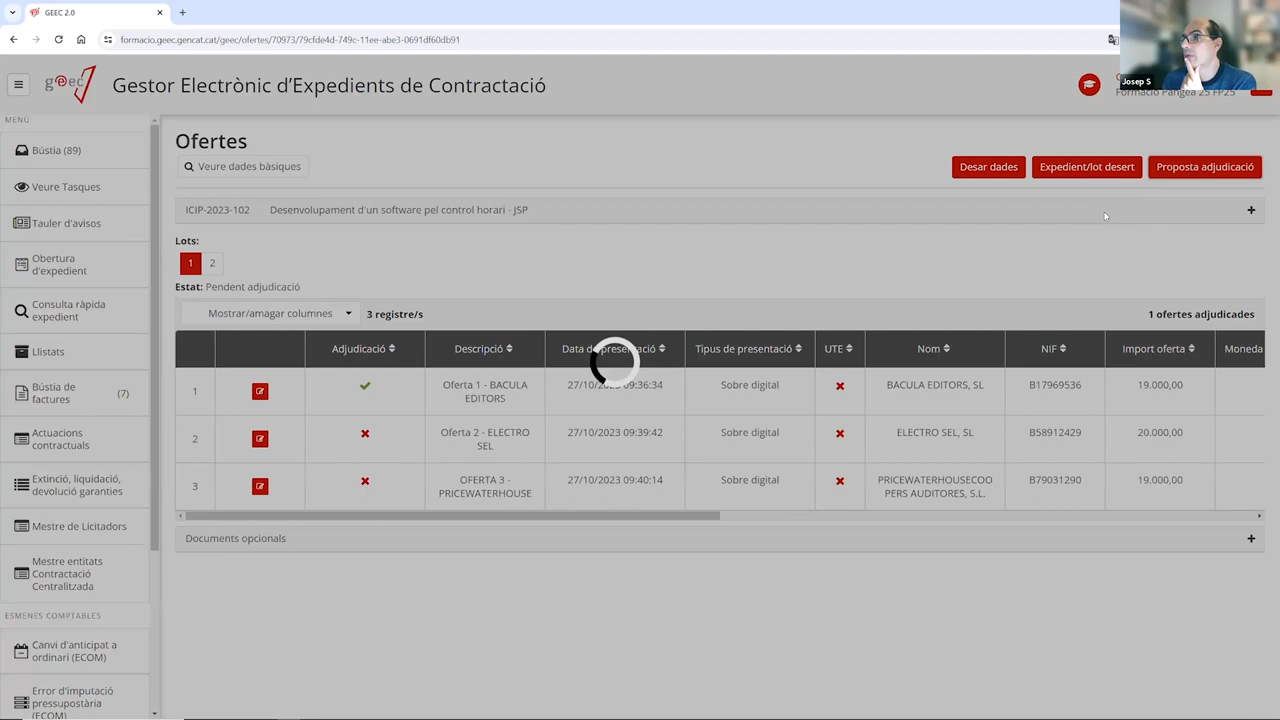 GEEC 2.0
formacio.geec.gencat.cat/geec/ofertes/70973/79cfde4d-749c-11ee-abe3-0691df60db91
geec
Gestor Electrònic d'Expedients de Contractació
Josep S
Formació Pangea 25 FP25
MENÚ
Bústia (89)
Veure Tasques
Tauler d'avisos
Obertura
d'expedient
Consulta ràpida
expedient
Llistats
Bústia de
factures
(7)
Actuacions
contractuals
Extinció, liquidació,
devolució garanties
Mestre de Licitadors
Mestre entitats
Contractació
Centralitzada
ESMENES COMPTABLES
Canvi d'anticipat a
ordinari (ECOM)
Error d'imputació
pressupostària
(ECOM)
Ofertes
Veure dades bàsiques
Desar dades
Expedient/lot desert
Proposta adjudicació
ICIP-2023-102 Desenvolupament d'un software pel control horari - JSP
Lots:
1 2
Estat: Pendent adjudicació
Mostrar/amagar columnes 3 registre/s 1 ofertes adjudicades
Adjudicació Descripció Data de presentació Tipus de presentació UTE Nom NIF Import oferta Moneda
1 Oferta 1 - BACULA EDITORS 27/10/2023 09:36:34 Sobre digital BACULA EDITORS, SL B17969536 19.000,00
2 Oferta 2 - ELECTRO SEL 27/10/2023 09:39:42 Sobre digital ELECTRO SEL, SL B58912429 20.000,00
3 OFERTA 3 - PRICEWATERHOUSE 27/10/2023 09:40:14 Sobre digital PRICEWATERHOUSECOOPERS AUDITORES, S.L. B79031290 19.000,00
Documents opcionals